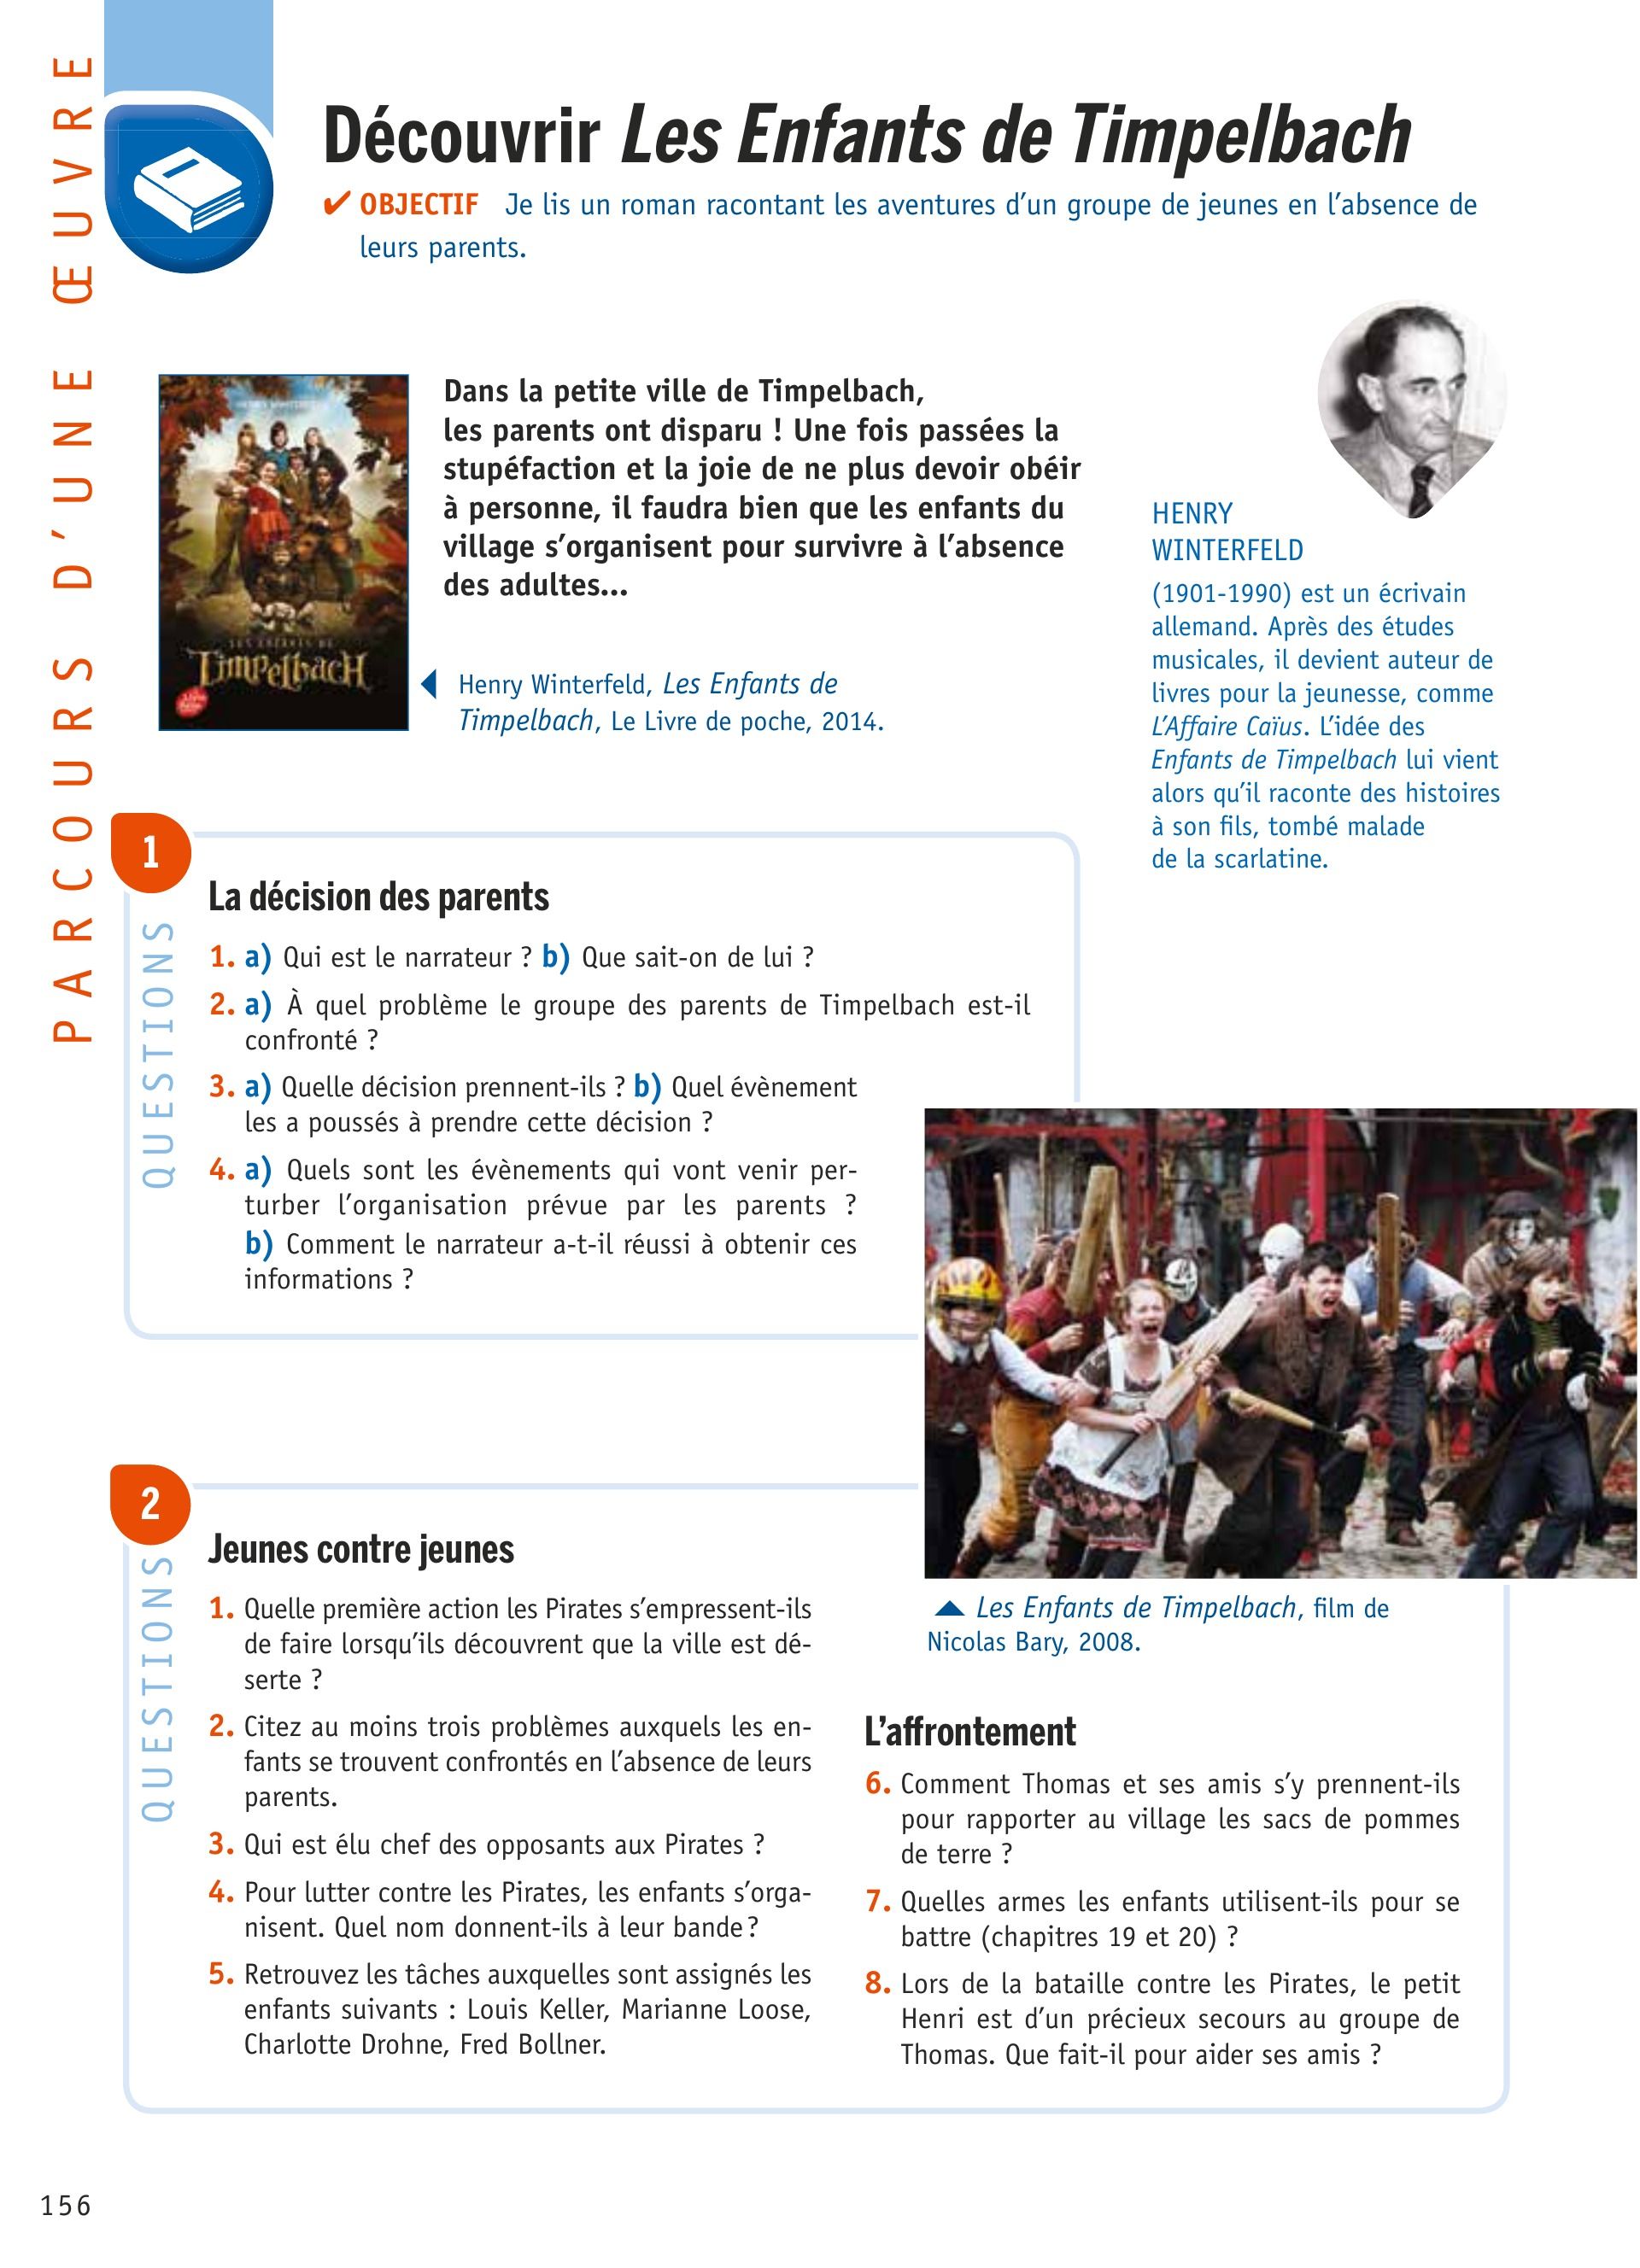 PARCOURS D'UNE ŒUVRE
Découvrir Les Enfants de Timpelbach
✔ OBJECTIF Je lis un roman racontant les aventures d'un groupe de jeunes en l'absence de
leurs parents.
Dans la petite ville de Timpelbach,
les parents ont disparu ! Une fois passées la
stupéfaction et la joie de ne plus devoir obéir
à personne, il faudra bien que les enfants du
village s'organisent pour survivre à l'absence
des adultes...
HENRY WINTERFELD
LES ENFANTS DE
TimpelbacH
Henry Winterfeld, Les Enfants de
Timpelbach, Le Livre de poche, 2014.
HENRY
WINTERFELD
(1901-1990) est un écrivain
allemand. Après des études
musicales, il devient auteur de
livres pour la jeunesse, comme
L'Affaire Caïus. L'idée des
Enfants de Timpelbach lui vient
alors qu'il raconte des histoires
à son fils, tombé malade
de la scarlatine.
1
QUESTIONS
La décision des parents
1. a) Qui est le narrateur ? b) Que sait-on de lui ?
2. a) À quel problème le groupe des parents de Timpelbach est-il
confronté ?
3. a) Quelle décision prennent-ils ? b) Quel évènement
les a poussés à prendre cette décision ?
4. a) Quels sont les évènements qui vont venir per-
turber l'organisation prévue par les parents ?
b) Comment le narrateur a-t-il réussi à obtenir ces
informations ?
Les Enfants de Timpelbach, film de
Nicolas Bary, 2008.
2
QUESTIONS
Jeunes contre jeunes
1. Quelle première action les Pirates s'empressent-ils
de faire lorsqu'ils découvrent que la ville est dé-
serte ?
2. Citez au moins trois problèmes auxquels les en-
fants se trouvent confrontés en l'absence de leurs
parents.
3. Qui est élu chef des opposants aux Pirates ?
4. Pour lutter contre les Pirates, les enfants s'orga-
nisent. Quel nom donnent-ils à leur bande ?
5. Retrouvez les tâches auxquelles sont assignés les
enfants suivants : Louis Keller, Marianne Loose,
Charlotte Drohne, Fred Bollner.
L'affrontement
6. Comment Thomas et ses amis s'y prennent-ils
pour rapporter au village les sacs de pommes
de terre ?
7. Quelles armes les enfants utilisent-ils pour se
battre (chapitres 19 et 20) ?
8. Lors de la bataille contre les Pirates, le petit
Henri est d'un précieux secours au groupe de
Thomas. Que fait-il pour aider ses amis ?
156